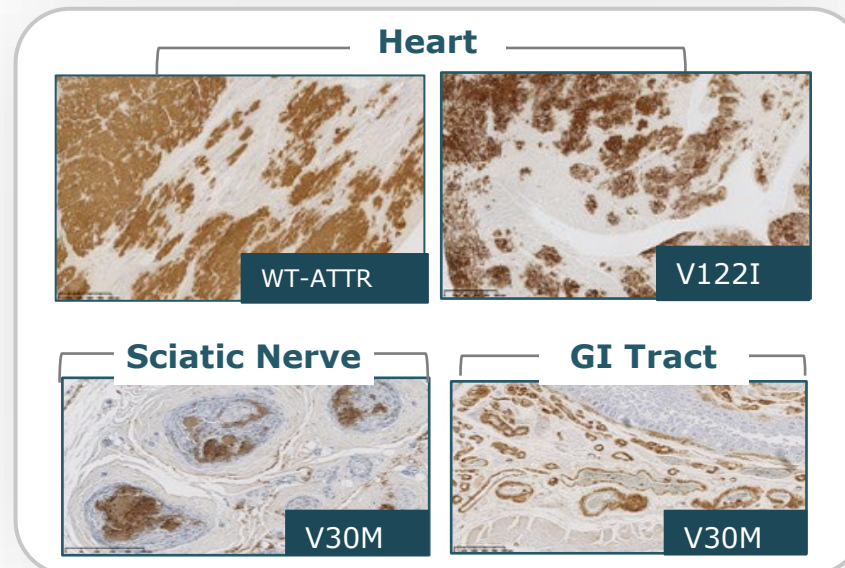 Heart
WT-ATTR
V122I
Sciatic Nerve
GI Tract
V30M
V30M